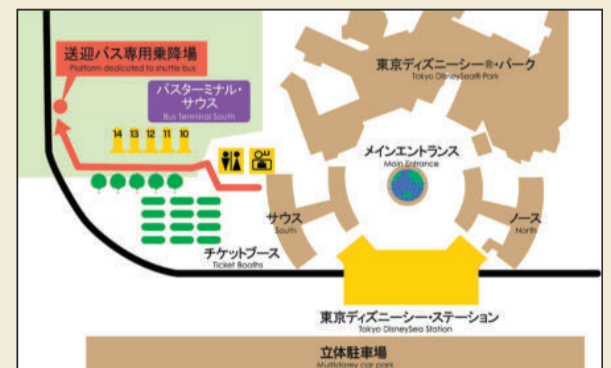 送迎バス専用乗降場
Platform dedicated to shuttle bus
バスターミナル・
サウス
Bus Terminal South
14 13 12 11 10
東京ディズニーシー®・パーク
Tokyo DisneySea® Park
メインエントランス
Main Entrance
サウス
South
ノース
North
チケットブース
Ticket Booths
東京ディズニーシー・ステーション
Tokyo DisneySea Station
立体駐車場
Multistorey car park